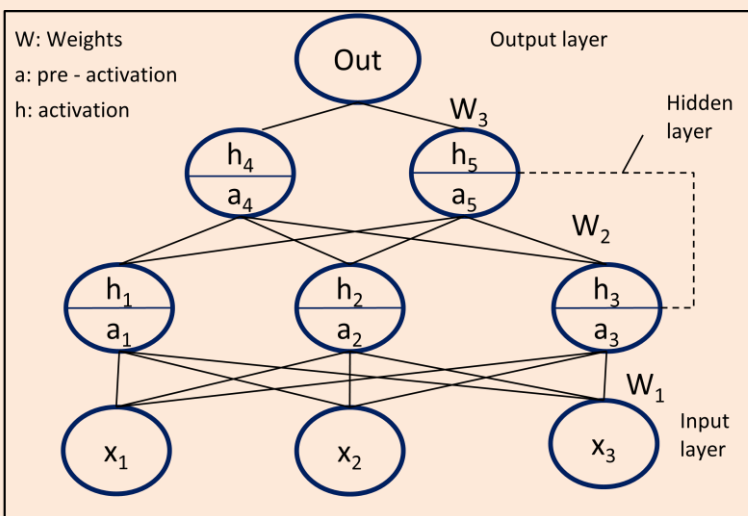 W: Weights
a: pre - activation
h: activation
Output layer
Out
W₃
Hidden
layer
h₄
a₄
h₅
a₅
W₂
h₁
a₁
h₂
a₂
h₃
a₃
W₁
Input
layer
x₁
x₂
x₃